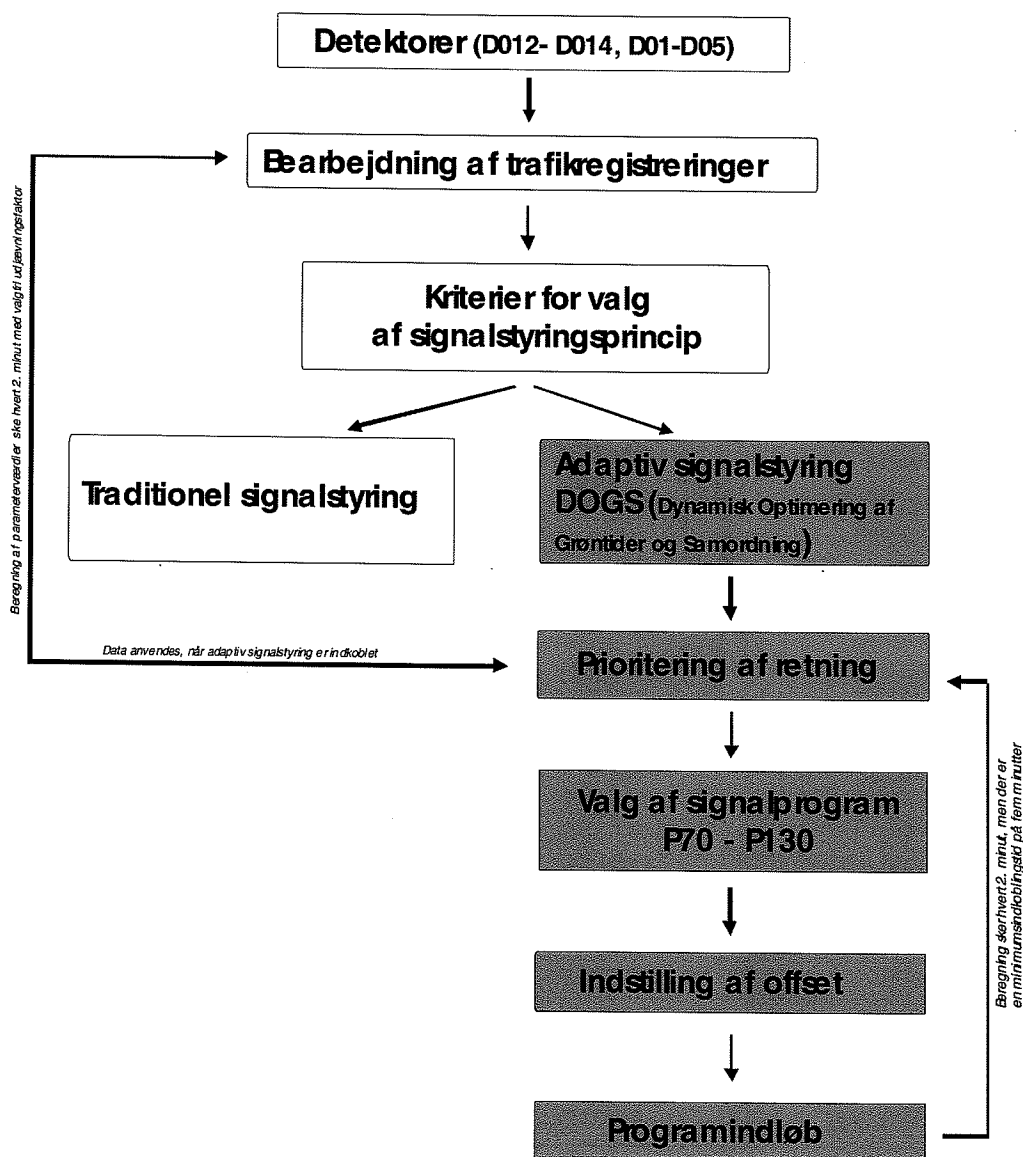 Detektorer (D012- D014, D01-D05)
Bearbejdning af trafikregistreringer
Kriterier for valg
af signalstyringsprincip
Traditionel signalstyring
Adaptiv signalstyring
DOGS (Dynamisk Optimering af
Grøntider og Samordning)
Beregning af parameterværdier ske hvert 2. minut med valgfri udjævningsfaktor
Data anvendes, når adaptiv signalstyring er indkoblet
Prioritering af retning
Valg af signalprogram
P70 - P130
Indstilling af offset
Programindløb
Beregning sker hvert 2. minut, men der er
en minimumsindkoblingstid på fem minutter